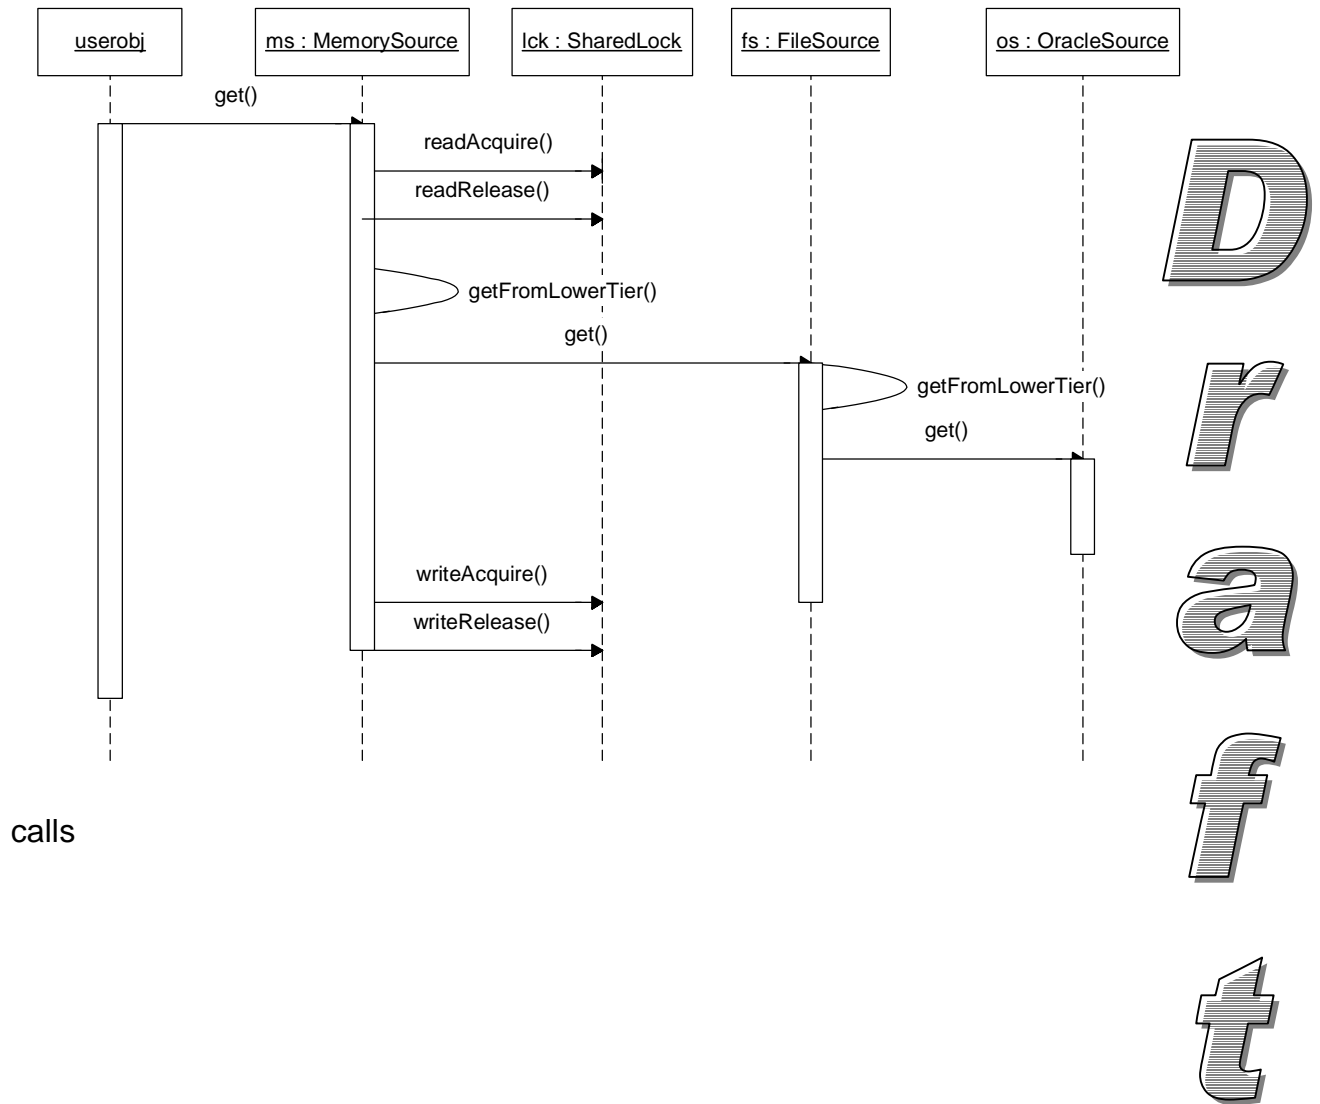 userobj
ms : MemorySource
lck : SharedLock
fs : FileSource
os : OracleSource
get()
readAcquire()
readRelease()
getFromLowerTier()
get()
getFromLowerTier()
get()
writeAcquire()
writeRelease()
calls
D
r
a
f
t